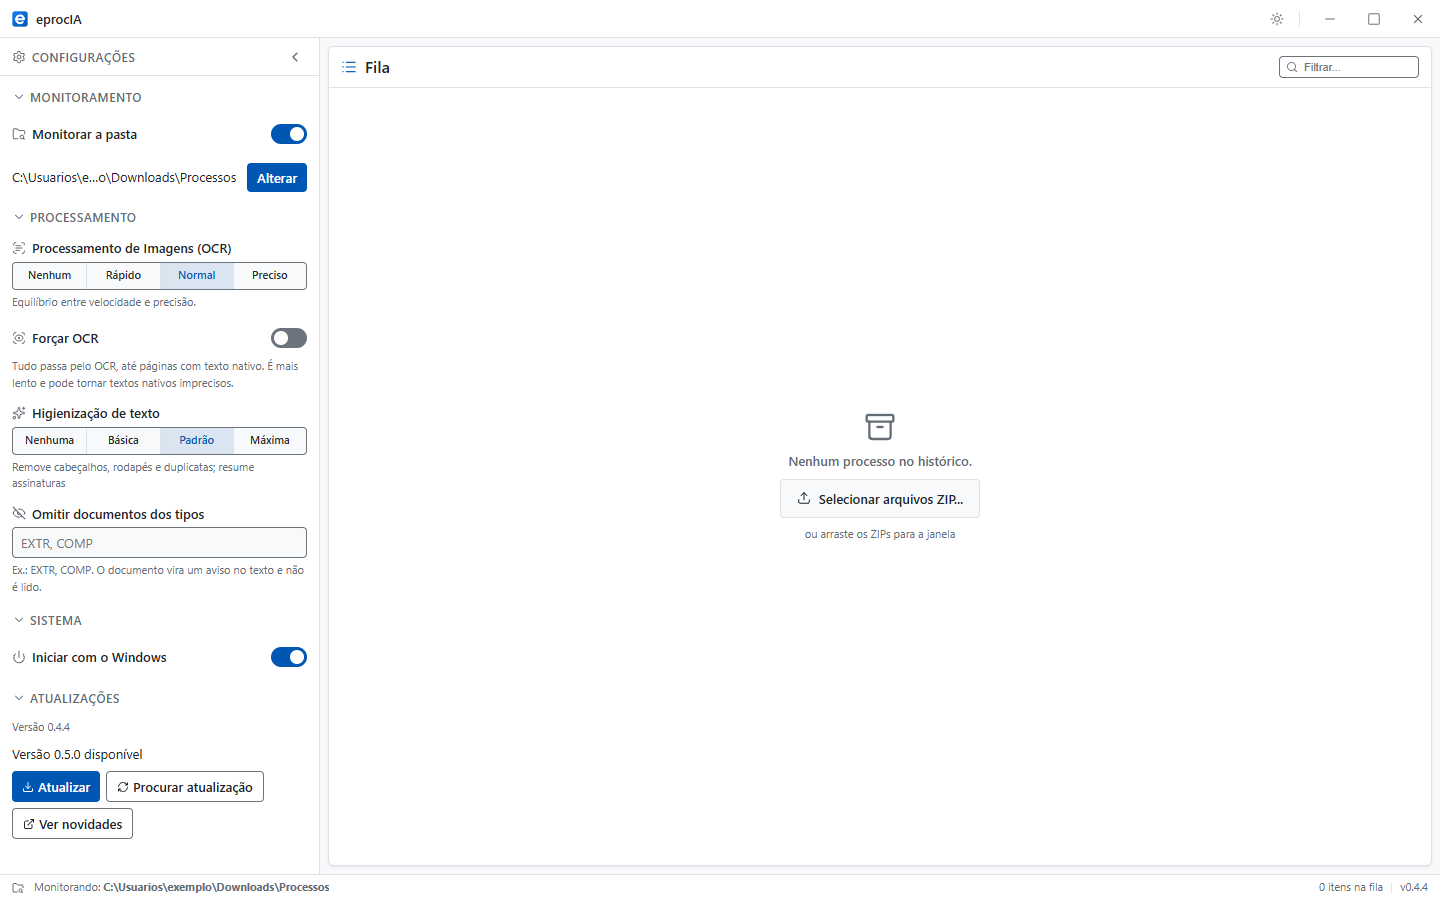 eprocIA
CONFIGURAÇÕES
MONITORAMENTO
Monitorar a pasta
C:\Usuarios\e...o\Downloads\Processos
Alterar
PROCESSAMENTO
Processamento de Imagens (OCR)
Nenhum Rápido Normal Preciso
Equilíbrio entre velocidade e precisão.
Forçar OCR
Tudo passa pelo OCR, até páginas com texto nativo. É mais
lento e pode tornar textos nativos imprecisos.
Higienização de texto
Nenhuma Básica Padrão Máxima
Remove cabeçalhos, rodapés e duplicatas; resume
assinaturas
Omitir documentos dos tipos
EXTR, COMP
Ex.: EXTR, COMP. O documento vira um aviso no texto e não
é lido.
SISTEMA
Iniciar com o Windows
ATUALIZAÇÕES
Versão 0.4.4
Versão 0.5.0 disponível
Atualizar
Procurar atualização
Ver novidades
Fila
Filtrar...
Nenhum processo no histórico.
Selecionar arquivos ZIP...
ou arraste os ZIPs para a janela
Monitorando: C:\Usuarios\exemplo\Downloads\Processos
0 itens na fila
v0.4.4